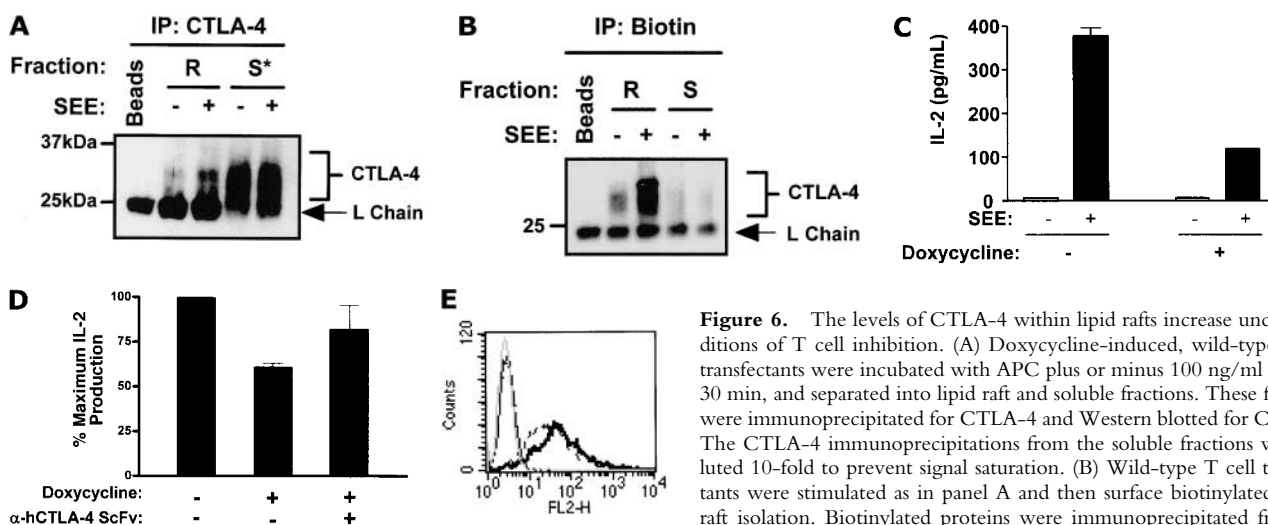 A
IP: CTLA-4
Fraction: R S*
Beads
SEE: - + - +
37kDa
25kDa
CTLA-4
L Chain
B
IP: Biotin
Fraction: R S
Beads
SEE: - + - +
25
CTLA-4
L Chain
C
IL-2 (pg/mL)
400
300
200
100
0
SEE: - + - +
Doxycycline: - +
D
% Maximum IL-2
Production
100
75
50
25
0
Doxycycline: - + +
α-hCTLA-4 ScFv: - - +
E
Counts
120
0
10⁰ 10¹ 10² 10³ 10⁴
FL2-H
Figure 6. The levels of CTLA-4 within lipid rafts increase und
ditions of T cell inhibition. (A) Doxycycline-induced, wild-type
transfectants were incubated with APC plus or minus 100 ng/ml
30 min, and separated into lipid raft and soluble fractions. These f
were immunoprecipitated for CTLA-4 and Western blotted for C
The CTLA-4 immunoprecipitations from the soluble fractions w
luted 10-fold to prevent signal saturation. (B) Wild-type T cell t
tants were stimulated as in panel A and then surface biotinylated
raft isolation. Biotinylated proteins were immunoprecipitated fi